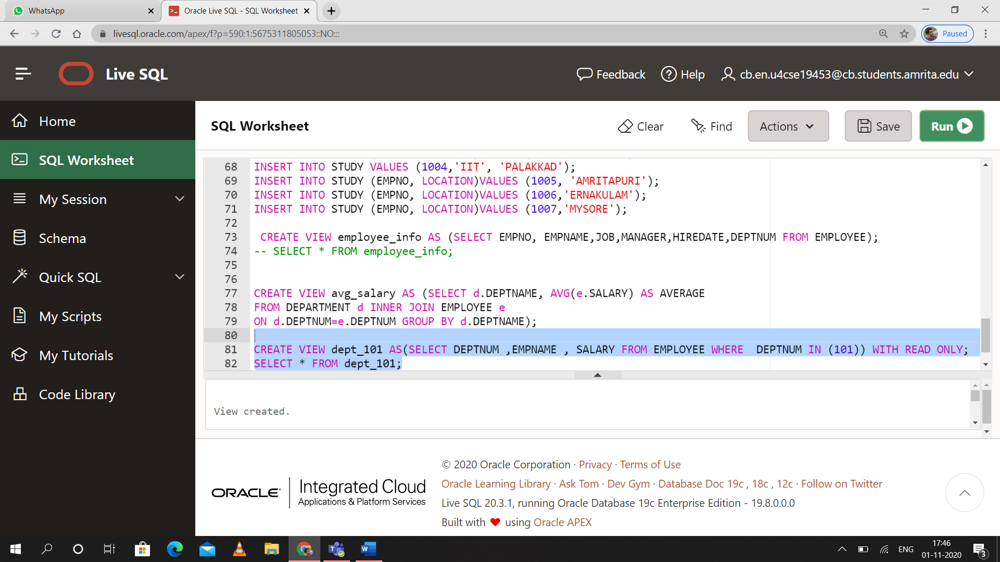 WhatsApp
Oracle Live SQL - SQL Worksheet
livesql.oracle.com/apex/f?p=590:1:5675311805053::NO:::
Paused
Live SQL
Feedback
Help
cb.en.u4cse19453@cb.students.amrita.edu
Home
SQL Worksheet
My Session
Schema
Quick SQL
My Scripts
My Tutorials
Code Library
SQL Worksheet
Clear
Find
Actions
Save
Run
68 INSERT INTO STUDY VALUES (1004,'IIT', 'PALAKKAD');
69 INSERT INTO STUDY (EMPNO, LOCATION)VALUES (1005, 'AMRITAPURI');
70 INSERT INTO STUDY (EMPNO, LOCATION)VALUES (1006,'ERNAKULAM');
71 INSERT INTO STUDY (EMPNO, LOCATION)VALUES (1007,'MYSORE');
72
73  CREATE VIEW employee_info AS (SELECT EMPNO, EMPNAME,JOB,MANAGER,HIREDATE,DEPTNUM FROM EMPLOYEE);
74 -- SELECT * FROM employee_info;
75
76
77 CREATE VIEW avg_salary AS (SELECT d.DEPTNAME, AVG(e.SALARY) AS AVERAGE
78 FROM DEPARTMENT d INNER JOIN EMPLOYEE e
79 ON d.DEPTNUM=e.DEPTNUM GROUP BY d.DEPTNAME);
80
81 CREATE VIEW dept_101 AS(SELECT DEPTNUM ,EMPNAME , SALARY FROM EMPLOYEE WHERE  DEPTNUM IN (101)) WITH READ ONLY;
82 SELECT * FROM dept_101;
View created.
ORACLE
Integrated Cloud
Applications & Platform Services
© 2020 Oracle Corporation · Privacy · Terms of Use
Oracle Learning Library · Ask Tom · Dev Gym · Database Doc 19c , 18c , 12c · Follow on Twitter
Live SQL 20.3.1, running Oracle Database 19c Enterprise Edition - 19.8.0.0.0
Built with ♥ using Oracle APEX
ENG
17:46
01-11-2020
3